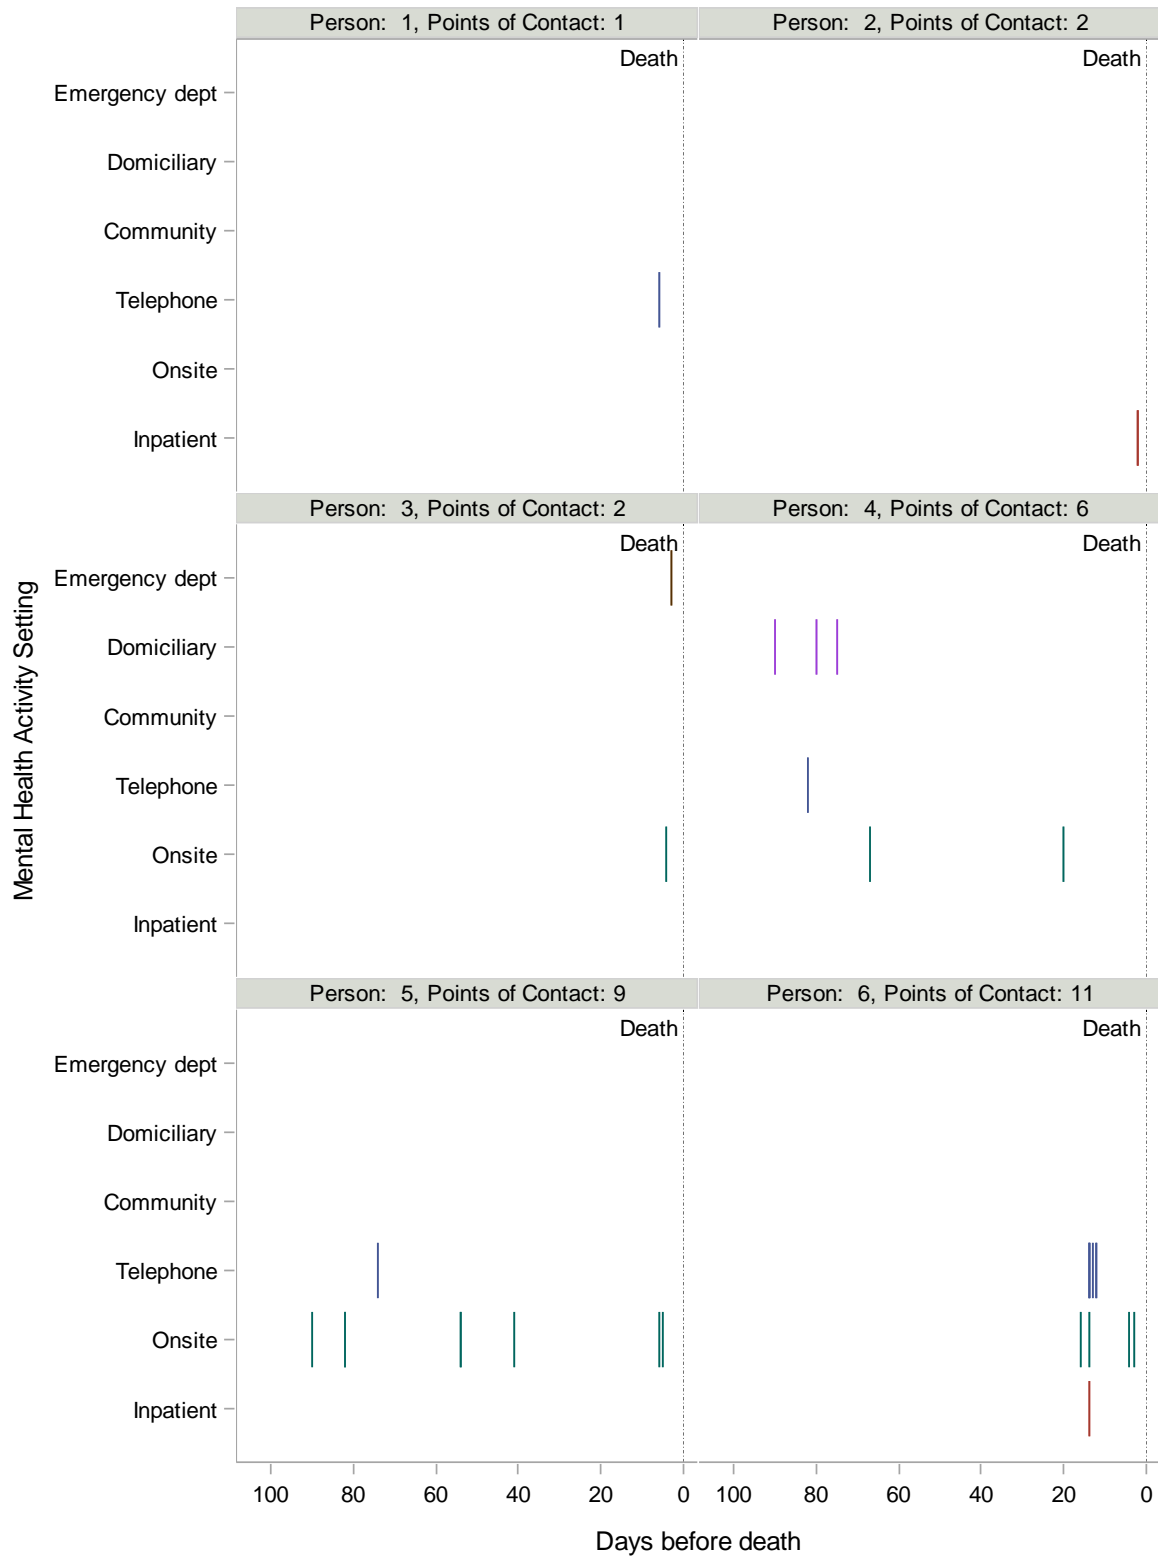 Person: 1, Points of Contact: 1
Person: 2, Points of Contact: 2
Death
Death
Emergency dept
Domiciliary
Community
Telephone
Onsite
Inpatient
Person: 3, Points of Contact: 2
Person: 4, Points of Contact: 6
Death
Death
Mental Health Activity Setting
Emergency dept
Domiciliary
Community
Telephone
Onsite
Inpatient
Person: 5, Points of Contact: 9
Person: 6, Points of Contact: 11
Death
Death
Emergency dept
Domiciliary
Community
Telephone
Onsite
Inpatient
100 80 60 40 20 0 100 80 60 40 20 0
Days before death